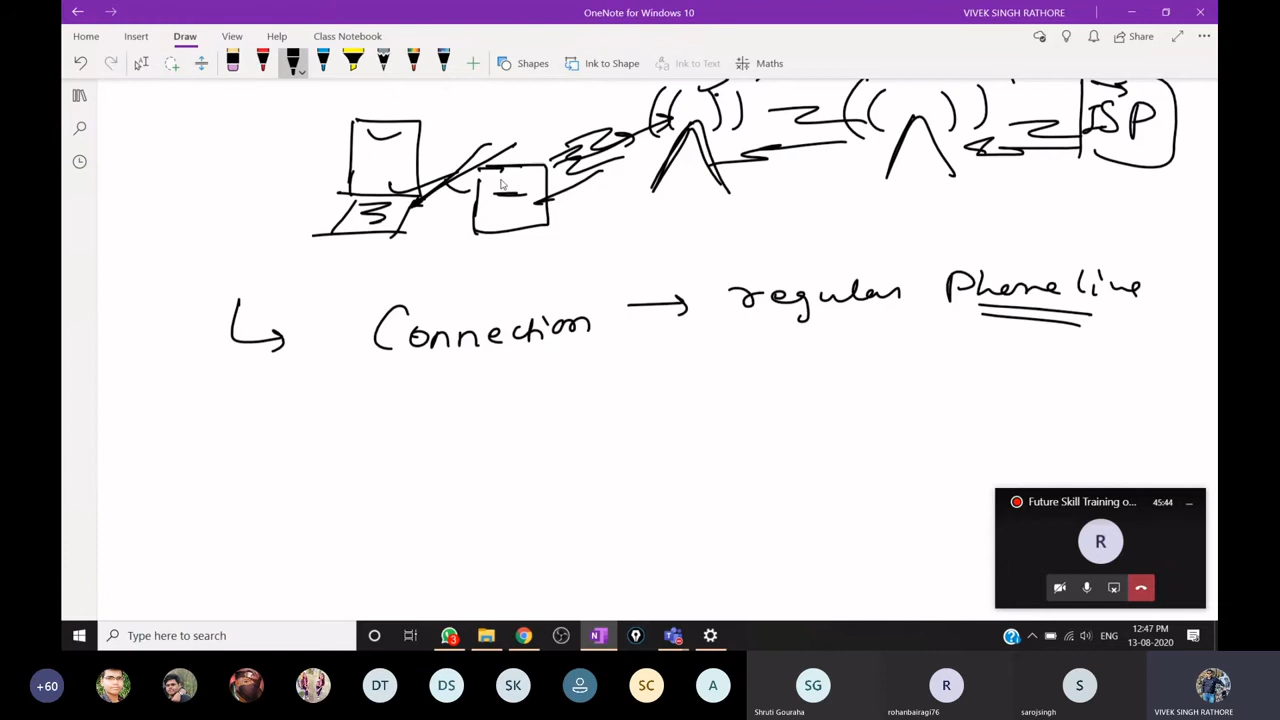 OneNote for Windows 10
VIVEK SINGH RATHORE
Home Insert Draw View Help Class Notebook
Share
Shapes Ink to Shape Ink to Text Maths
ISP
Connection → regular Phone line
Future Skill Training o... 45:44
R
Type here to search
3
ENG
12:47 PM
13-08-2020
+60 DT DS SK SC A SG R S
Shruti Gouraha rohanbairagi76 sarojsingh VIVEK SINGH RATHORE